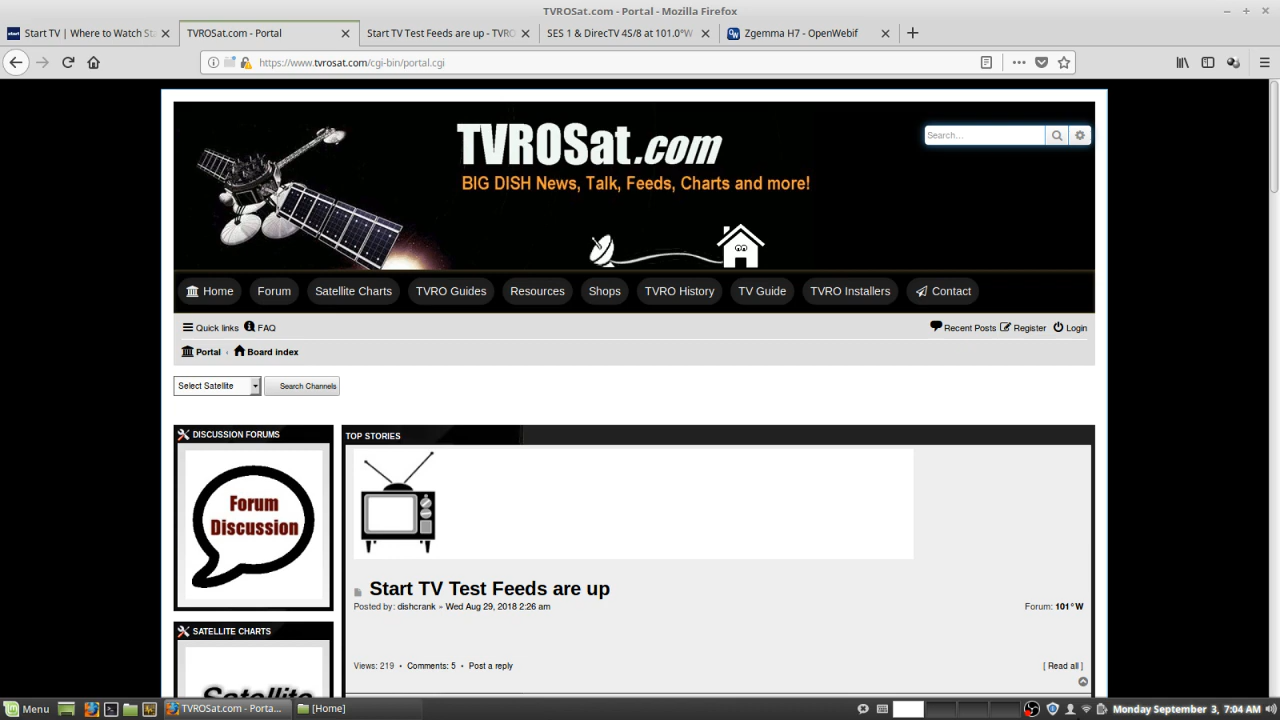 TVROSat.com - Portal - Mozilla Firefox
Start TV | Where to Watch Sta
TVROSat.com - Portal
Start TV Test Feeds are up - TVRO
SES 1 & DirecTV 4S/8 at 101.0°W
Zgemma H7 - OpenWebif
https://www.tvrosat.com/cgi-bin/portal.cgi
TVROSat.com
BIG DISH News, Talk, Feeds, Charts and more!
Search...
Home Forum Satellite Charts TVRO Guides Resources Shops TVRO History TV Guide TVRO Installers Contact
Quick links FAQ Recent Posts Register Login
Portal ‹ Board index
Select Satellite Search Channels
DISCUSSION FORUMS
Forum
Discussion
SATELLITE CHARTS
Satellite
TOP STORIES
Start TV Test Feeds are up
Posted by: dishcrank » Wed Aug 29, 2018 2:26 am Forum: 101°W
Views: 219 • Comments: 5 • Post a reply [ Read all ]
Menu TVROSat.com - Porta... [Home] Monday September 3, 7:04 AM